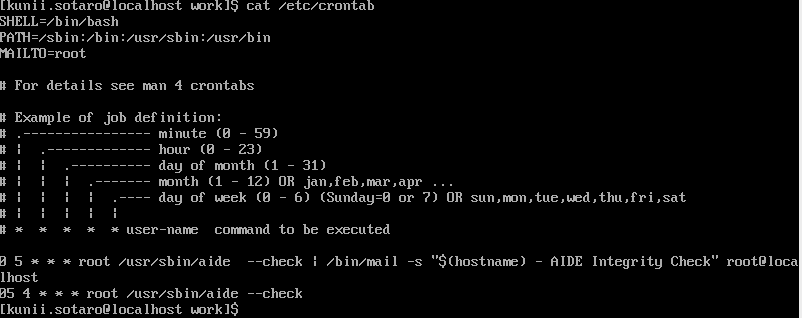 [kunii.sotaro@localhost work]$ cat /etc/crontab
SHELL=/bin/bash
PATH=/sbin:/bin:/usr/sbin:/usr/bin
MAILTO=root

# For details see man 4 crontabs

# Example of job definition:
# .---------------- minute (0 - 59)
# |  .------------- hour (0 - 23)
# |  |  .---------- day of month (1 - 31)
# |  |  |  .------- month (1 - 12) OR jan,feb,mar,apr ...
# |  |  |  |  .---- day of week (0 - 6) (Sunday=0 or 7) OR sun,mon,tue,wed,thu,fri,sat
# |  |  |  |  |
# *  *  *  *  * user-name  command to be executed

0 5 * * * root /usr/sbin/aide  --check | /bin/mail -s "$(hostname) - AIDE Integrity Check" root@loca
lhost
05 4 * * * root /usr/sbin/aide --check
[kunii.sotaro@localhost work]$